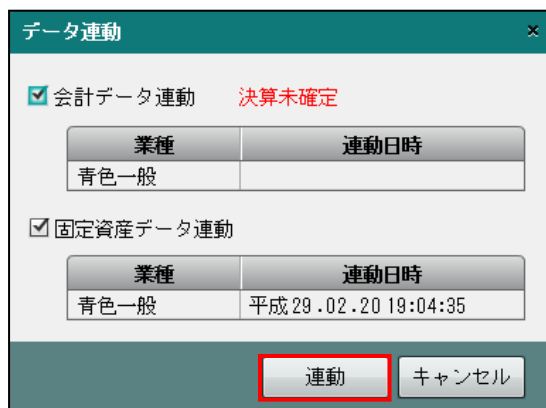 データ連動 ×
会計データ連動 決算未確定
業種 連動日時
青色一般
固定資産データ連動
業種 連動日時
青色一般 平成29.02.20 19:04:35
連動 キャンセル